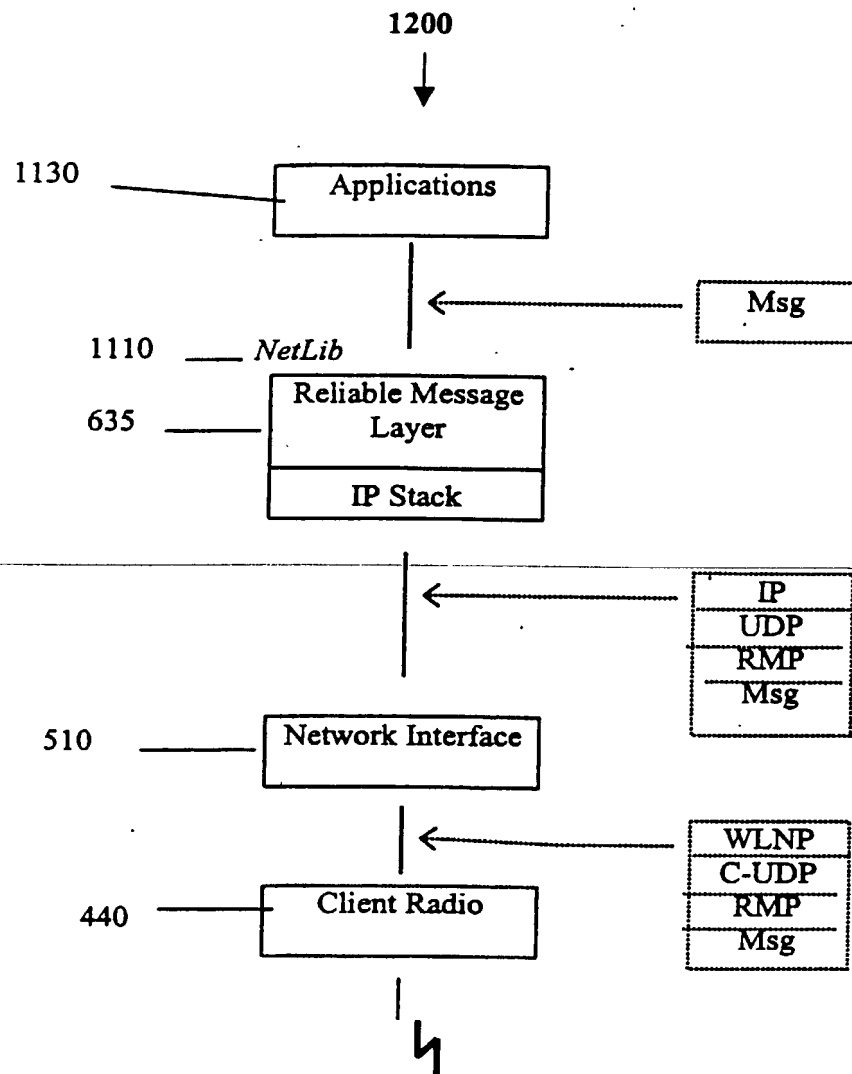 1200
1130
Applications
Msg
1110
NetLib
635
Reliable Message
Layer
IP Stack
IP
UDP
RMP
Msg
510
Network Interface
WLNP
C-UDP
RMP
Msg
440
Client Radio